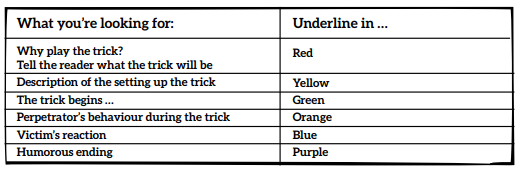 What you're looking for: Underline in ...
Why play the trick?
Tell the reader what the trick will be Red
Description of the setting up the trick Yellow
The trick begins ... Green
Perpetrator's behaviour during the trick Orange
Victim's reaction Blue
Humorous ending Purple